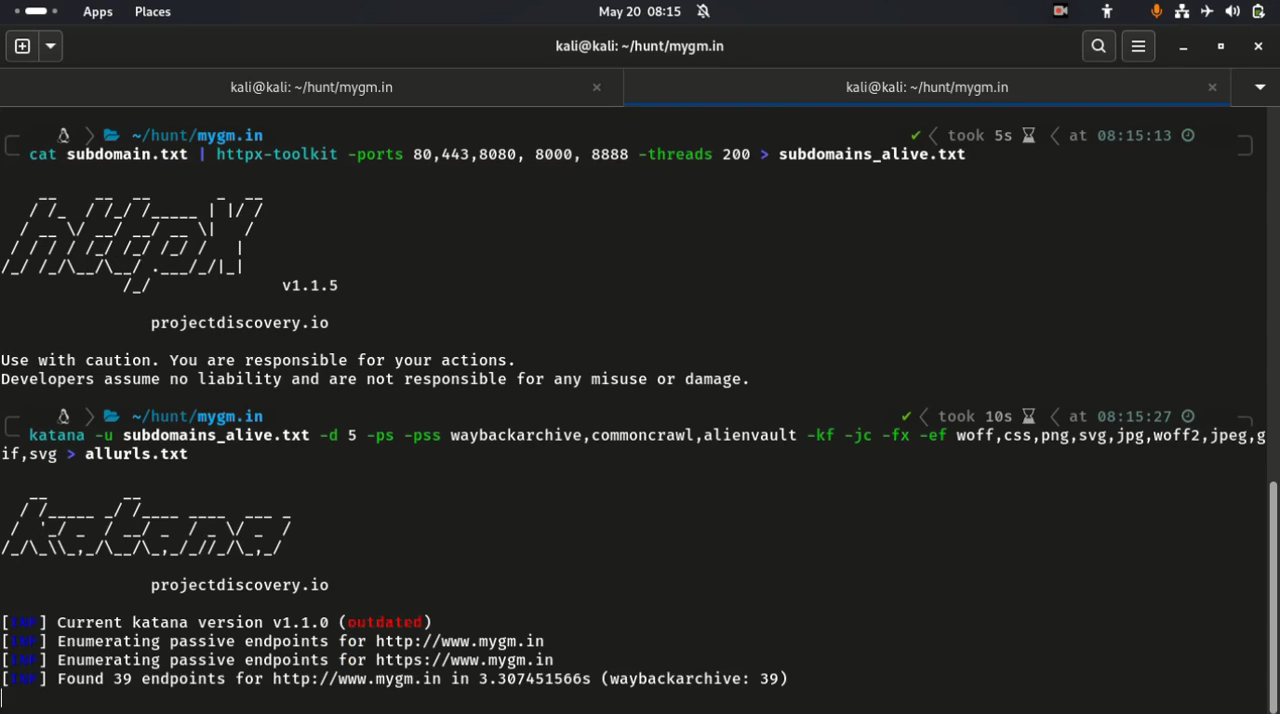 Apps Places May 20 08:15
kali@kali: ~/hunt/mygm.in
kali@kali: ~/hunt/mygm.in × kali@kali: ~/hunt/mygm.in ×
~/hunt/mygm.in ✔ took 5s at 08:15:13
cat subdomain.txt | httpx-toolkit -ports 80,443,8080, 8000, 8888 -threads 200 > subdomains_alive.txt
httpx
v1.1.5
projectdiscovery.io
Use with caution. You are responsible for your actions.
Developers assume no liability and are not responsible for any misuse or damage.
~/hunt/mygm.in ✔ took 10s at 08:15:27
katana -u subdomains_alive.txt -d 5 -ps -pss waybackarchive,commoncrawl,alienvault -kf -jc -fx -ef woff,css,png,svg,jpg,woff2,jpeg,g
if,svg > allurls.txt
katana
projectdiscovery.io
[INF] Current katana version v1.1.0 (outdated)
[INF] Enumerating passive endpoints for http://www.mygm.in
[INF] Enumerating passive endpoints for https://www.mygm.in
[INF] Found 39 endpoints for http://www.mygm.in in 3.307451566s (waybackarchive: 39)